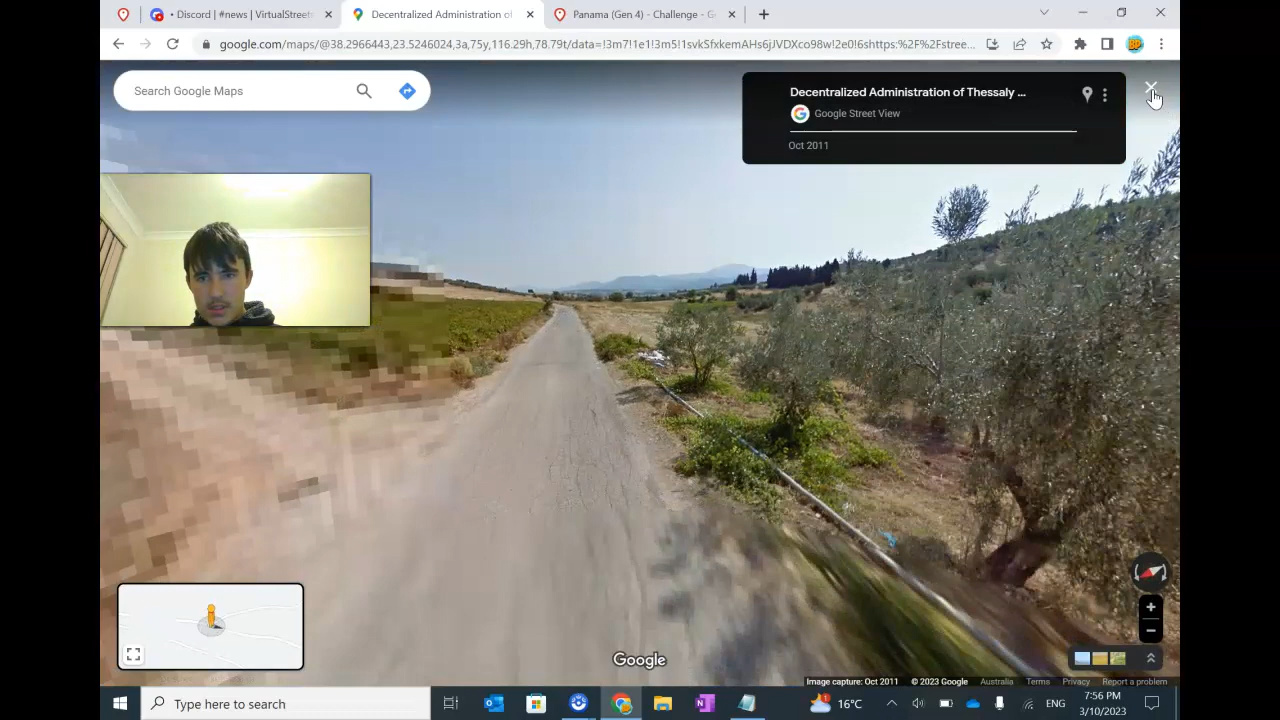 • Discord | #news | VirtualStreets
Decentralized Administration of
Panama (Gen 4) - Challenge - G
google.com/maps/@38.2966443,23.5246024,3a,75y,116.29h,78.79t/data=!3m7!1e1!3m5!1svkSfxkemAHs6jJVDXco98w!2e0!6shttps:%2F%2Fstree...
Search Google Maps
Decentralized Administration of Thessaly ...
Google Street View
Oct 2011
Google
Image capture: Oct 2011 © 2023 Google Australia Terms Privacy Report a problem
Type here to search
1
16°C
ENG
7:56 PM
3/10/2023